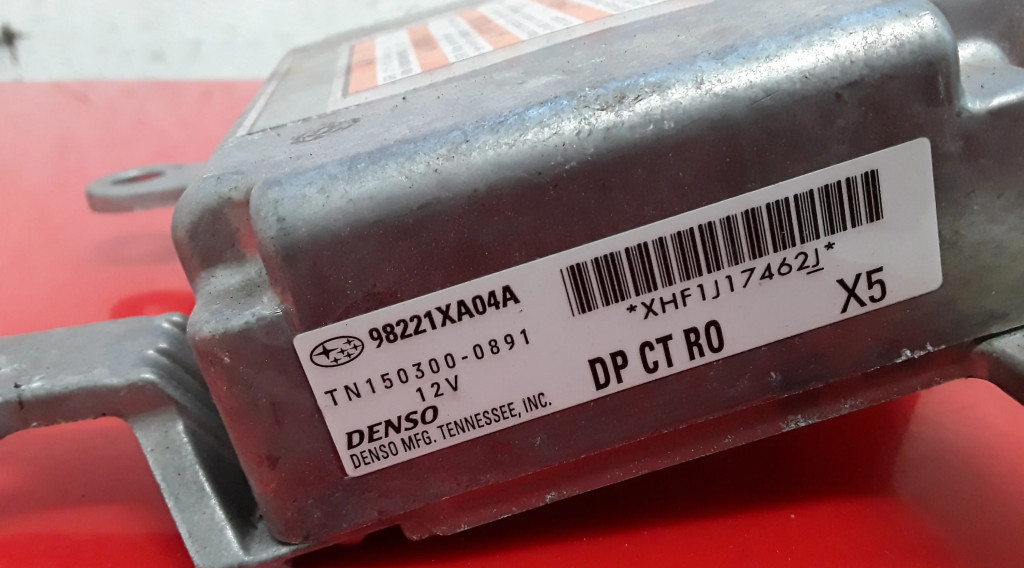 98221XA04A
TN150300-0891
12V
DENSO
DENSO MFG. TENNESSEE, INC.
*XHF1J17462J*
DP CT RO
X5